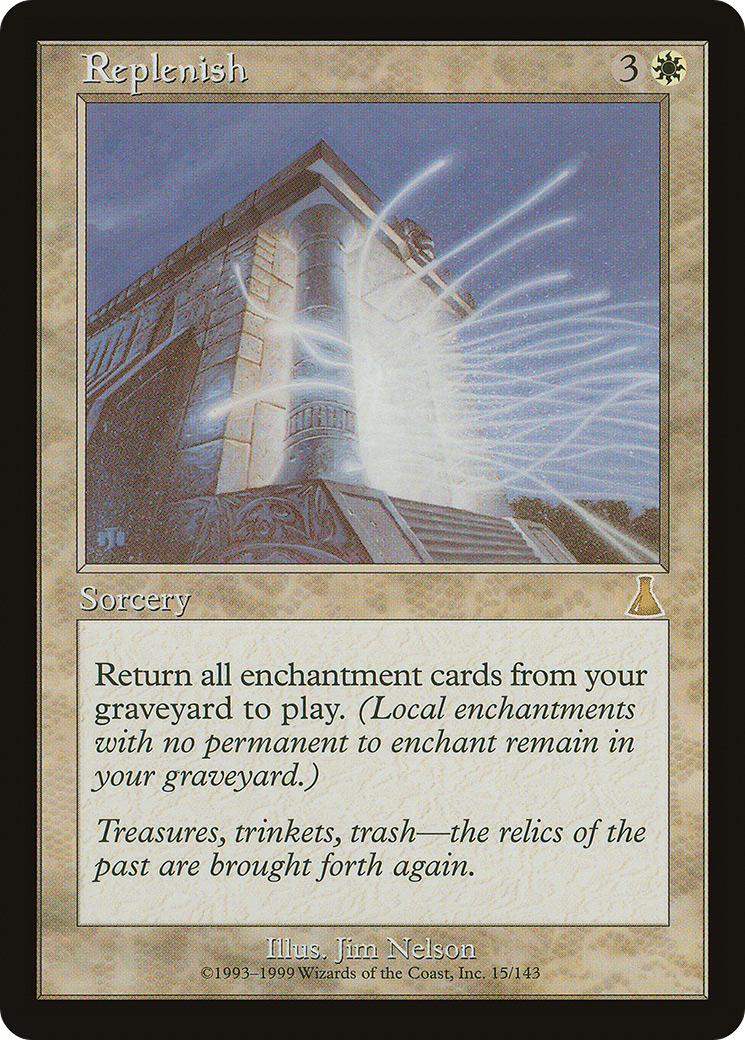 Replenish 3
Sorcery
Return all enchantment cards from your
graveyard to play. (Local enchantments
with no permanent to enchant remain in
your graveyard.)
Treasures, trinkets, trash—the relics of the
past are brought forth again.
Illus. Jim Nelson
©1993–1999 Wizards of the Coast, Inc. 15/143